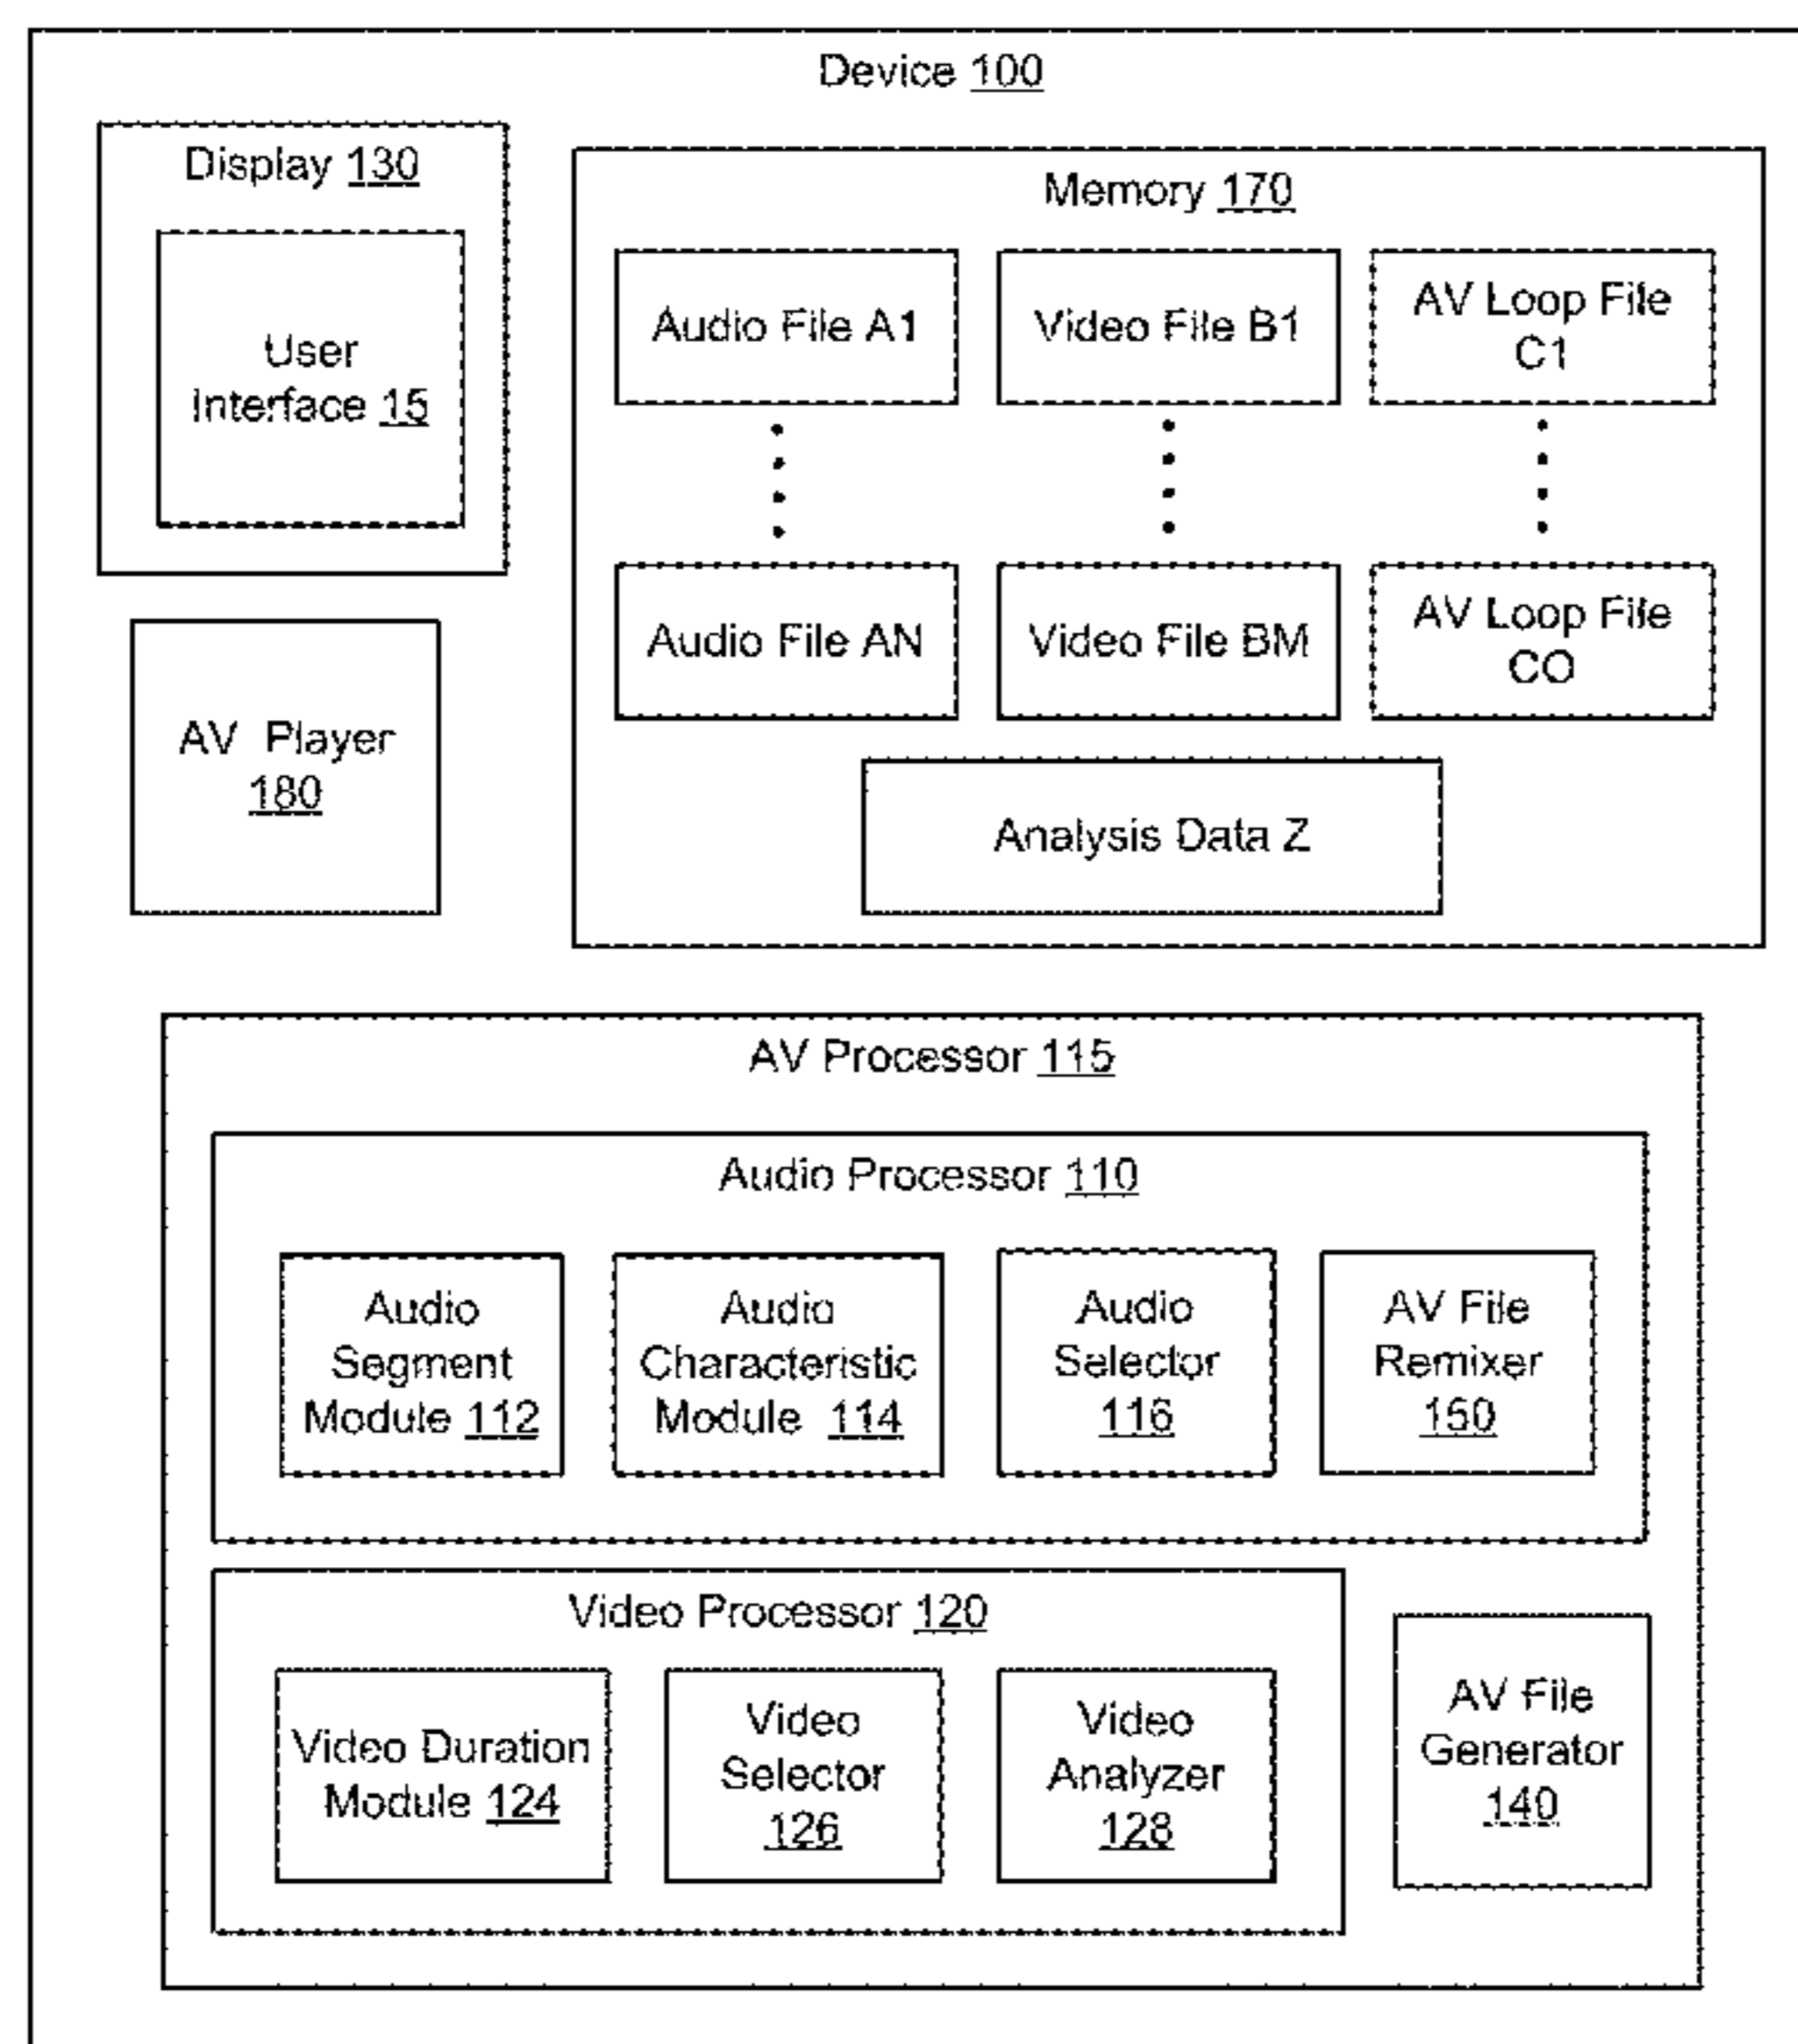 Device 100
Display 130
User
Interface 15
AV Player
180
Memory 170
Audio File A1
Video File B1
AV Loop File
C1
Audio File AN
Video File BM
AV Loop File
CO
Analysis Data Z
AV Processor 115
Audio Processor 110
Audio
Segment
Module 112
Audio
Characteristic
Module 114
Audio
Selector
116
AV File
Remixer
150
Video Processor 120
Video Duration
Module 124
Video
Selector
126
Video
Analyzer
128
AV File
Generator
140